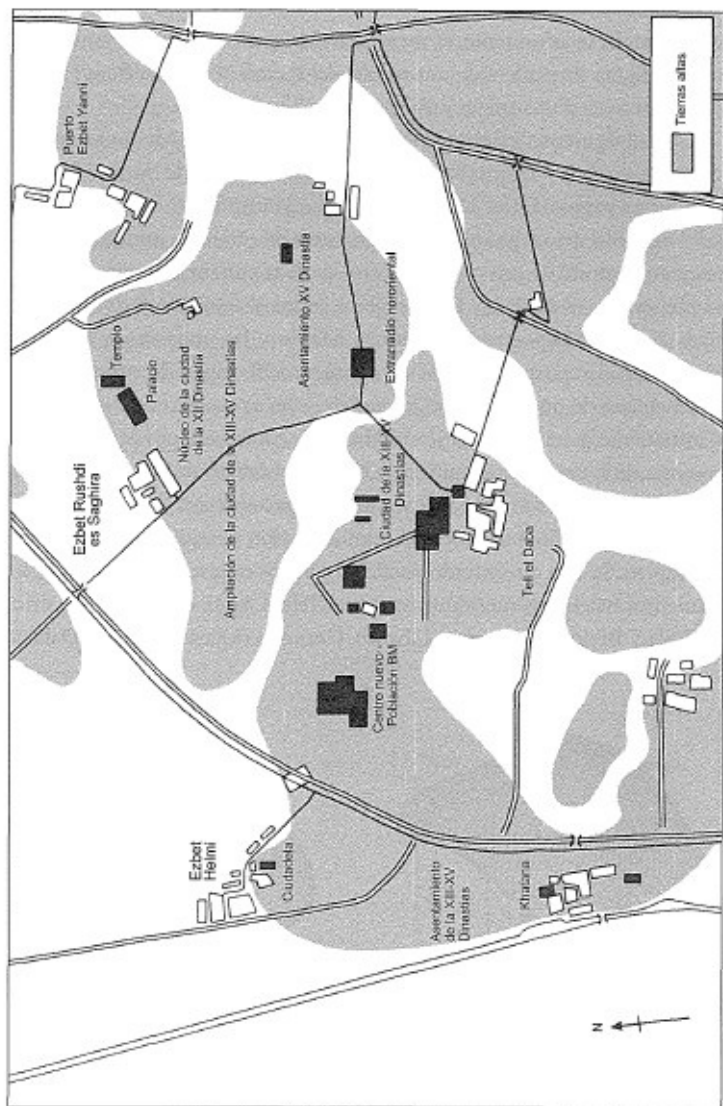 Puerto
Ezbet Yanni
Tierras altas
Templo
Palacio
Núcleo de la ciudad
de la XII Dinastía
Ezbet Rushdi
es Saghira
Ampliación de la ciudad de la XIII-XV Dinastías
Asentamiento XV Dinastía
Extrarradio nororiental
Ciudad de la XIII-XV
Dinastías
Tell el Daba
Centro nuevo -
Población BM
Ezbet
Helmi
Ciudadela
Asentamiento
de la XIII-XV
Dinastías
Khatana
N